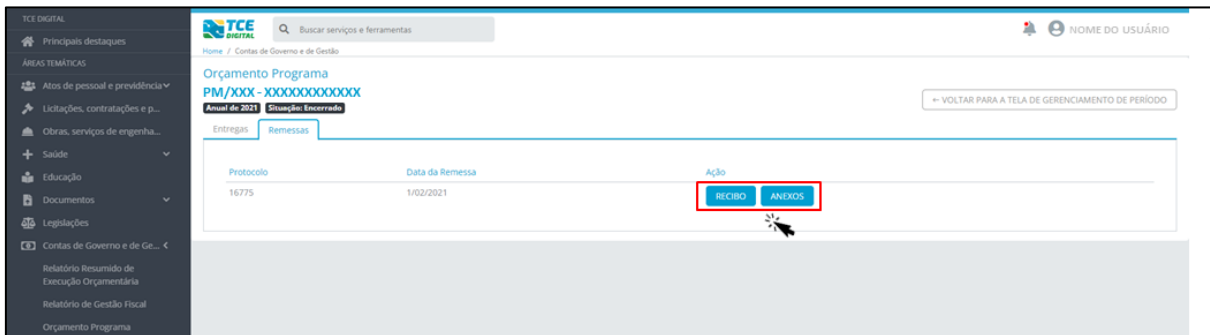 TCE DIGITAL
Principais destaques
ÁREAS TEMÁTICAS
Atos de pessoal e previdência
Licitações, contratações e p...
Obras, serviços de engenha...
Saúde
Educação
Documentos
Legislações
Contas de Governo e de Ge...
Relatório Resumido de
Execução Orçamentária
Relatório de Gestão Fiscal
Orçamento Programa
TCE
DIGITAL
Buscar serviços e ferramentas
NOME DO USUÁRIO
Home / Contas de Governo e de Gestão
Orçamento Programa
PM/XXX - XXXXXXXXXXXX
Anual de 2021 Situação: Encerrado
← VOLTAR PARA A TELA DE GERENCIAMENTO DE PERÍODO
Entregas Remessas
Protocolo Data da Remessa Ação
16775 1/02/2021 RECIBO ANEXOS